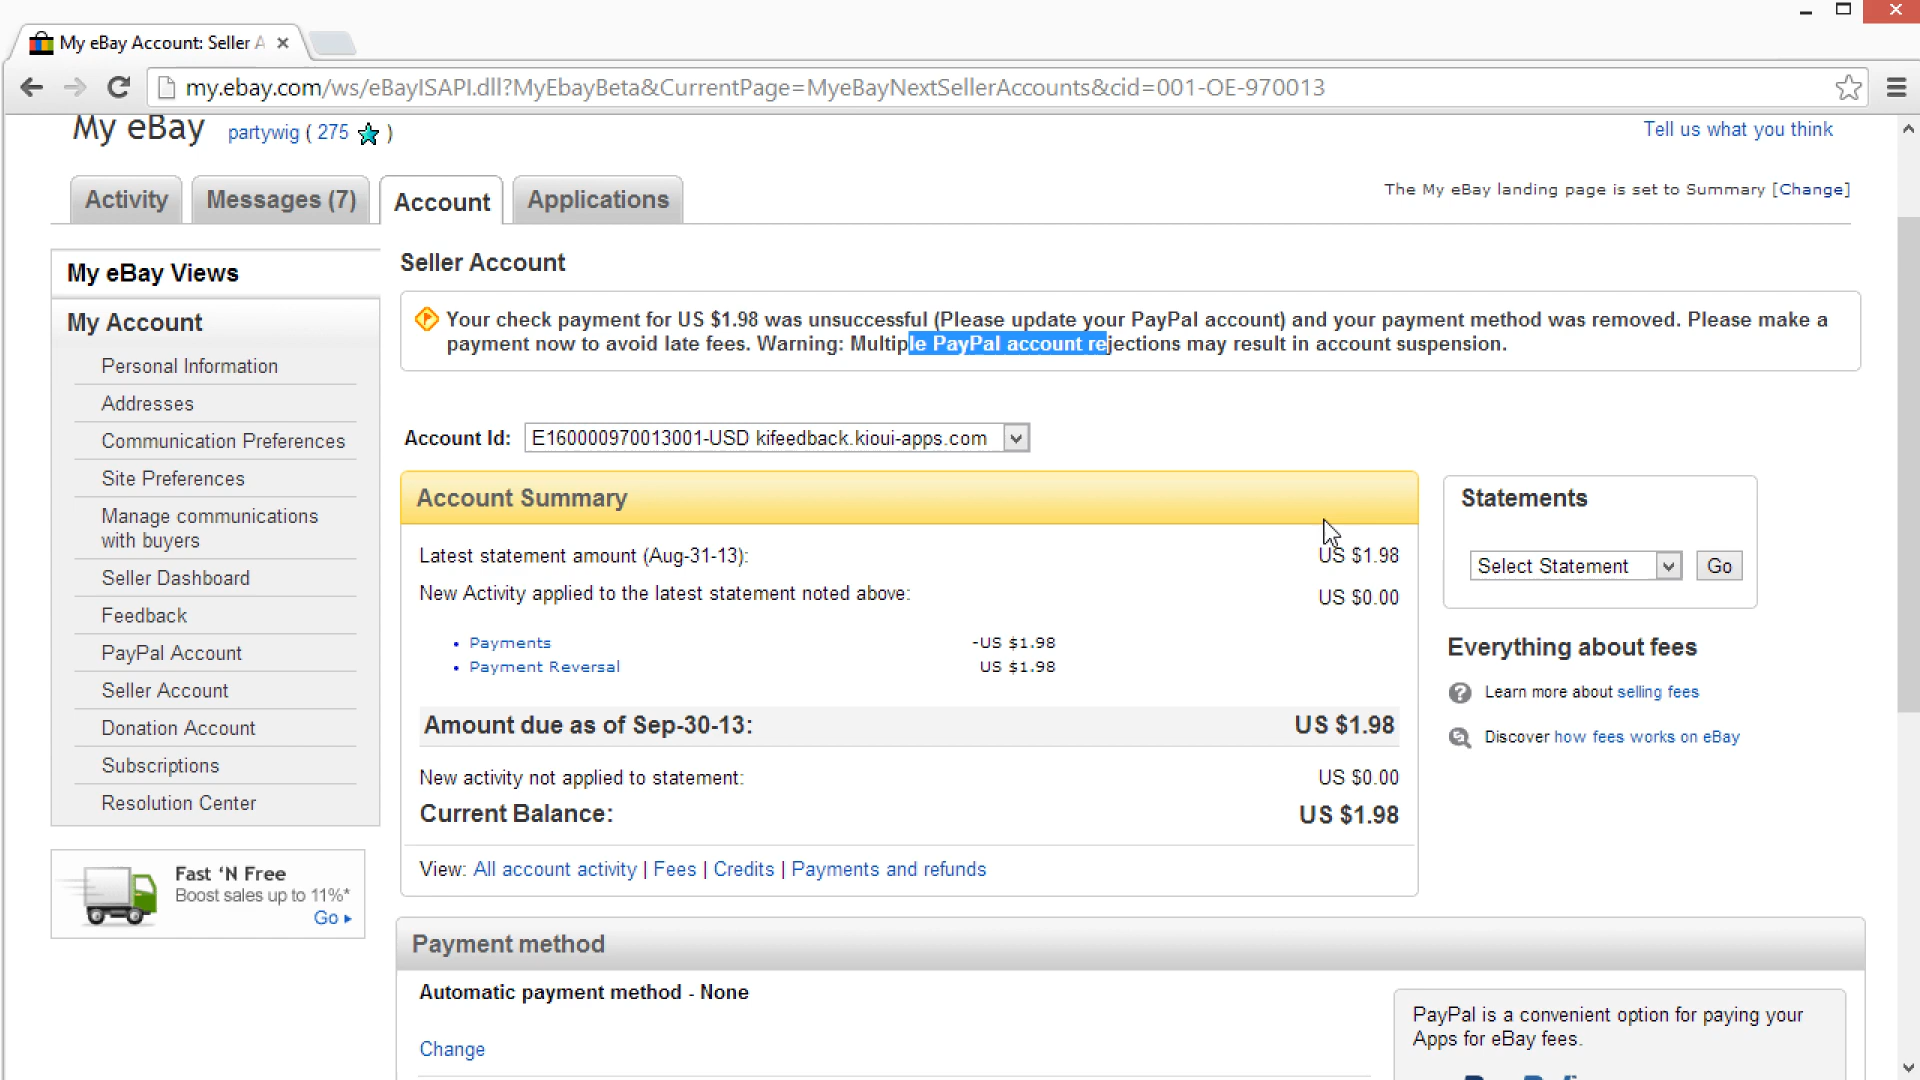 My eBay Account: Seller A
my.ebay.com/ws/eBayISAPI.dll?MyEbayBeta&CurrentPage=MyeBayNextSellerAccounts&cid=001-OE-970013
My eBay partywig ( 275 )
Tell us what you think
Activity
Messages (7)
Account
Applications
The My eBay landing page is set to Summary [Change]
My eBay Views
My Account
Personal Information
Addresses
Communication Preferences
Site Preferences
Manage communications
with buyers
Seller Dashboard
Feedback
PayPal Account
Seller Account
Donation Account
Subscriptions
Resolution Center
Fast ‘N Free
Boost sales up to 11%*
Go
Seller Account
Your check payment for US $1.98 was unsuccessful (Please update your PayPal account) and your payment method was removed. Please make a
payment now to avoid late fees. Warning: Multiple PayPal account rejections may result in account suspension.
Account Id: E160000970013001-USD kifeedback.kioui-apps.com
Account Summary
Latest statement amount (Aug-31-13): US $1.98
New Activity applied to the latest statement noted above: US $0.00
• Payments -US $1.98
• Payment Reversal US $1.98
Amount due as of Sep-30-13: US $1.98
New activity not applied to statement: US $0.00
Current Balance: US $1.98
View: All account activity | Fees | Credits | Payments and refunds
Statements
Select Statement Go
Everything about fees
Learn more about selling fees
Discover how fees works on eBay
Payment method
Automatic payment method - None
Change
PayPal is a convenient option for paying your
Apps for eBay fees.